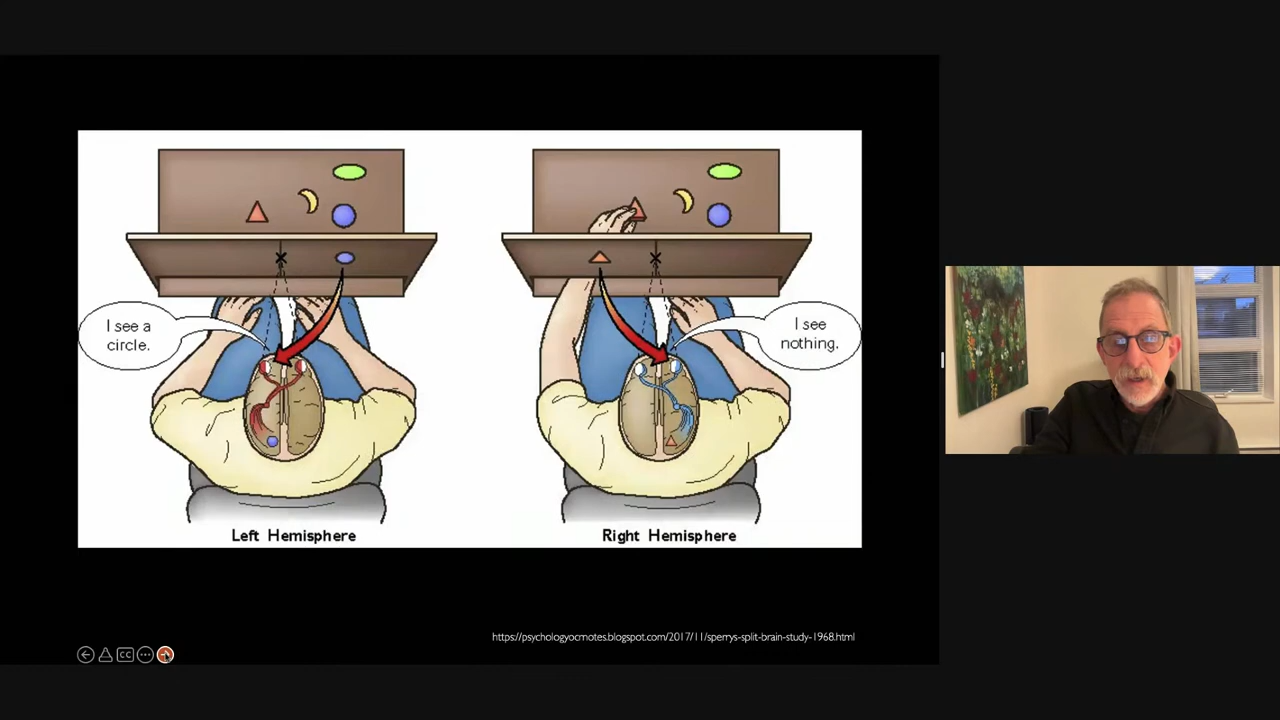 I see a
circle.
I see
nothing.
Left Hemisphere
Right Hemisphere
https://psychologyocmotes.blogspot.com/2017/11/sperrys-split-brain-study-1968.html
CC